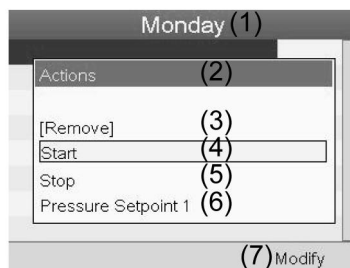 Monday (1)
Actions (2)
[Remove] (3)
Start (4)
Stop (5)
Pressure Setpoint 1 (6)
(7) Modify